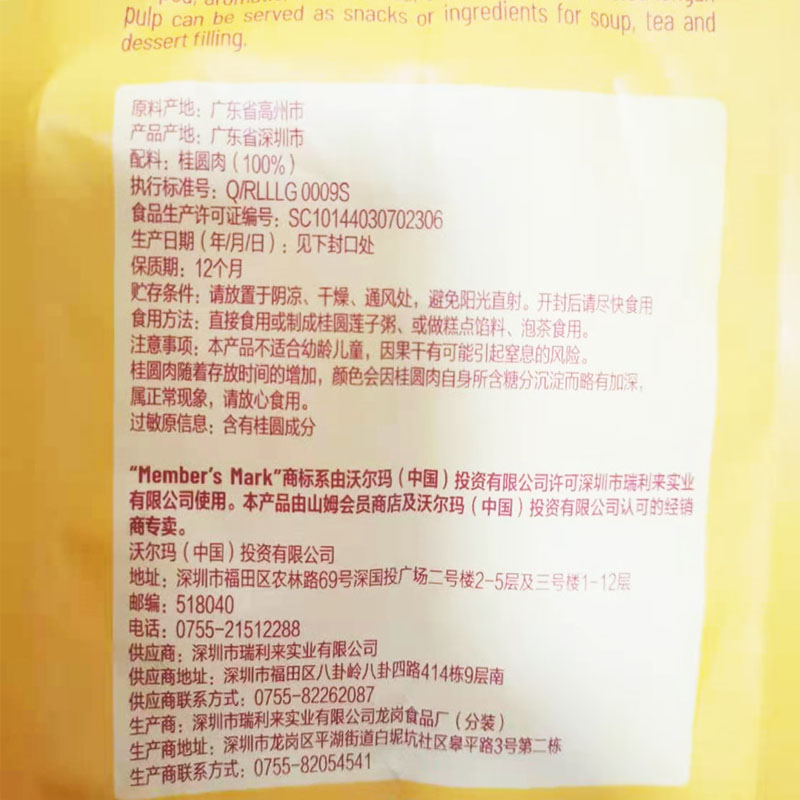 pulp can be served as snacks or ingredients for soup, tea and
dessert filling.
原料产地：广东省高州市
产品产地：广东省深圳市
配料：桂圆肉（100%）
执行标准号：Q/RLLLG 0009S
食品生产许可证编号：SC10144030702306
生产日期（年/月/日）：见下封口处
保质期：12个月
贮存条件：请放置于阴凉、干燥、通风处，避免阳光直射。开封后请尽快食用
食用方法：直接食用或制成桂圆莲子粥、或做糕点馅料、泡茶食用。
注意事项：本产品不适合幼龄儿童，因果干有可能引起窒息的风险。
桂圆肉随着存放时间的增加，颜色会因桂圆肉自身所含糖分沉淀而略有加深，
属正常现象，请放心食用。
过敏原信息：含有桂圆成分
“Member's Mark”商标系由沃尔玛（中国）投资有限公司许可深圳市瑞利来实业
有限公司使用。本产品由山姆会员商店及沃尔玛（中国）投资有限公司认可的经销
商专卖。
沃尔玛（中国）投资有限公司
地址：深圳市福田区农林路69号深国投广场二号楼2-5层及三号楼1-12层
邮编：518040
电话：0755-21512288
供应商：深圳市瑞利来实业有限公司
供应商地址：深圳市福田区八卦岭八卦四路414栋9层南
供应商联系方式：0755-82262087
生产商：深圳市瑞利来实业有限公司龙岗食品厂（分装）
生产商地址：深圳市龙岗区平湖街道白坭坑社区皋平路3号第二栋
生产商联系方式：0755-82054541